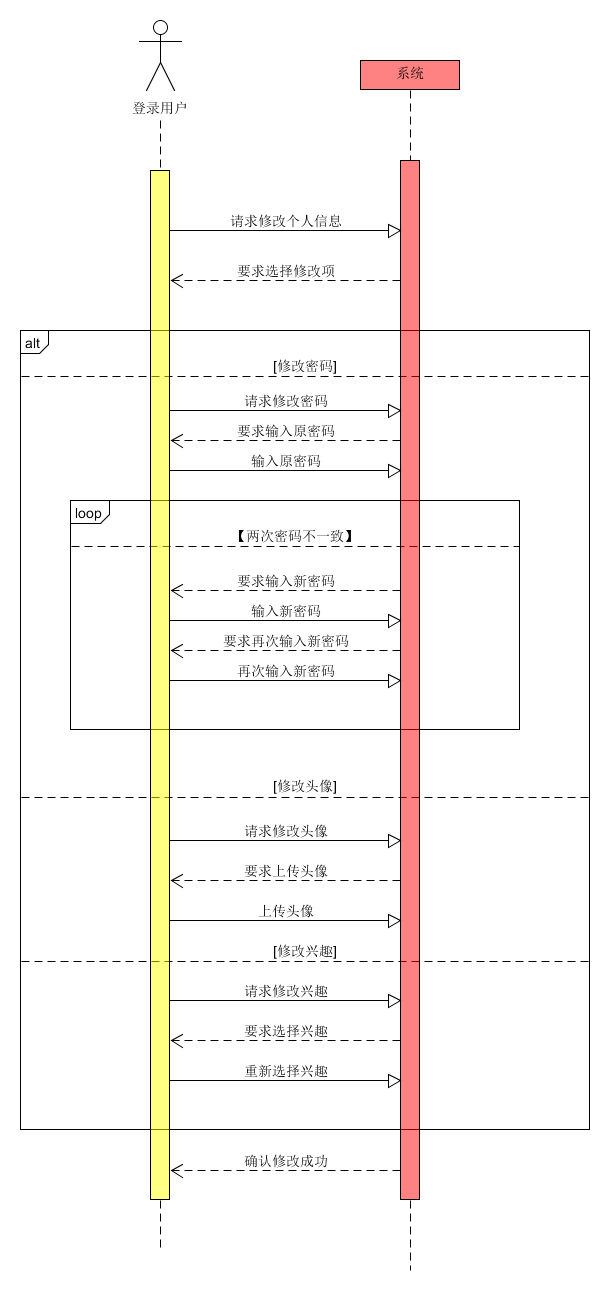 系统
登录用户
请求修改个人信息
要求选择修改项
alt
[修改密码]
请求修改密码
要求输入原密码
输入原密码
loop
【两次密码不一致】
要求输入新密码
输入新密码
要求再次输入新密码
再次输入新密码
[修改头像]
请求修改头像
要求上传头像
上传头像
[修改兴趣]
请求修改兴趣
要求选择兴趣
重新选择兴趣
确认修改成功